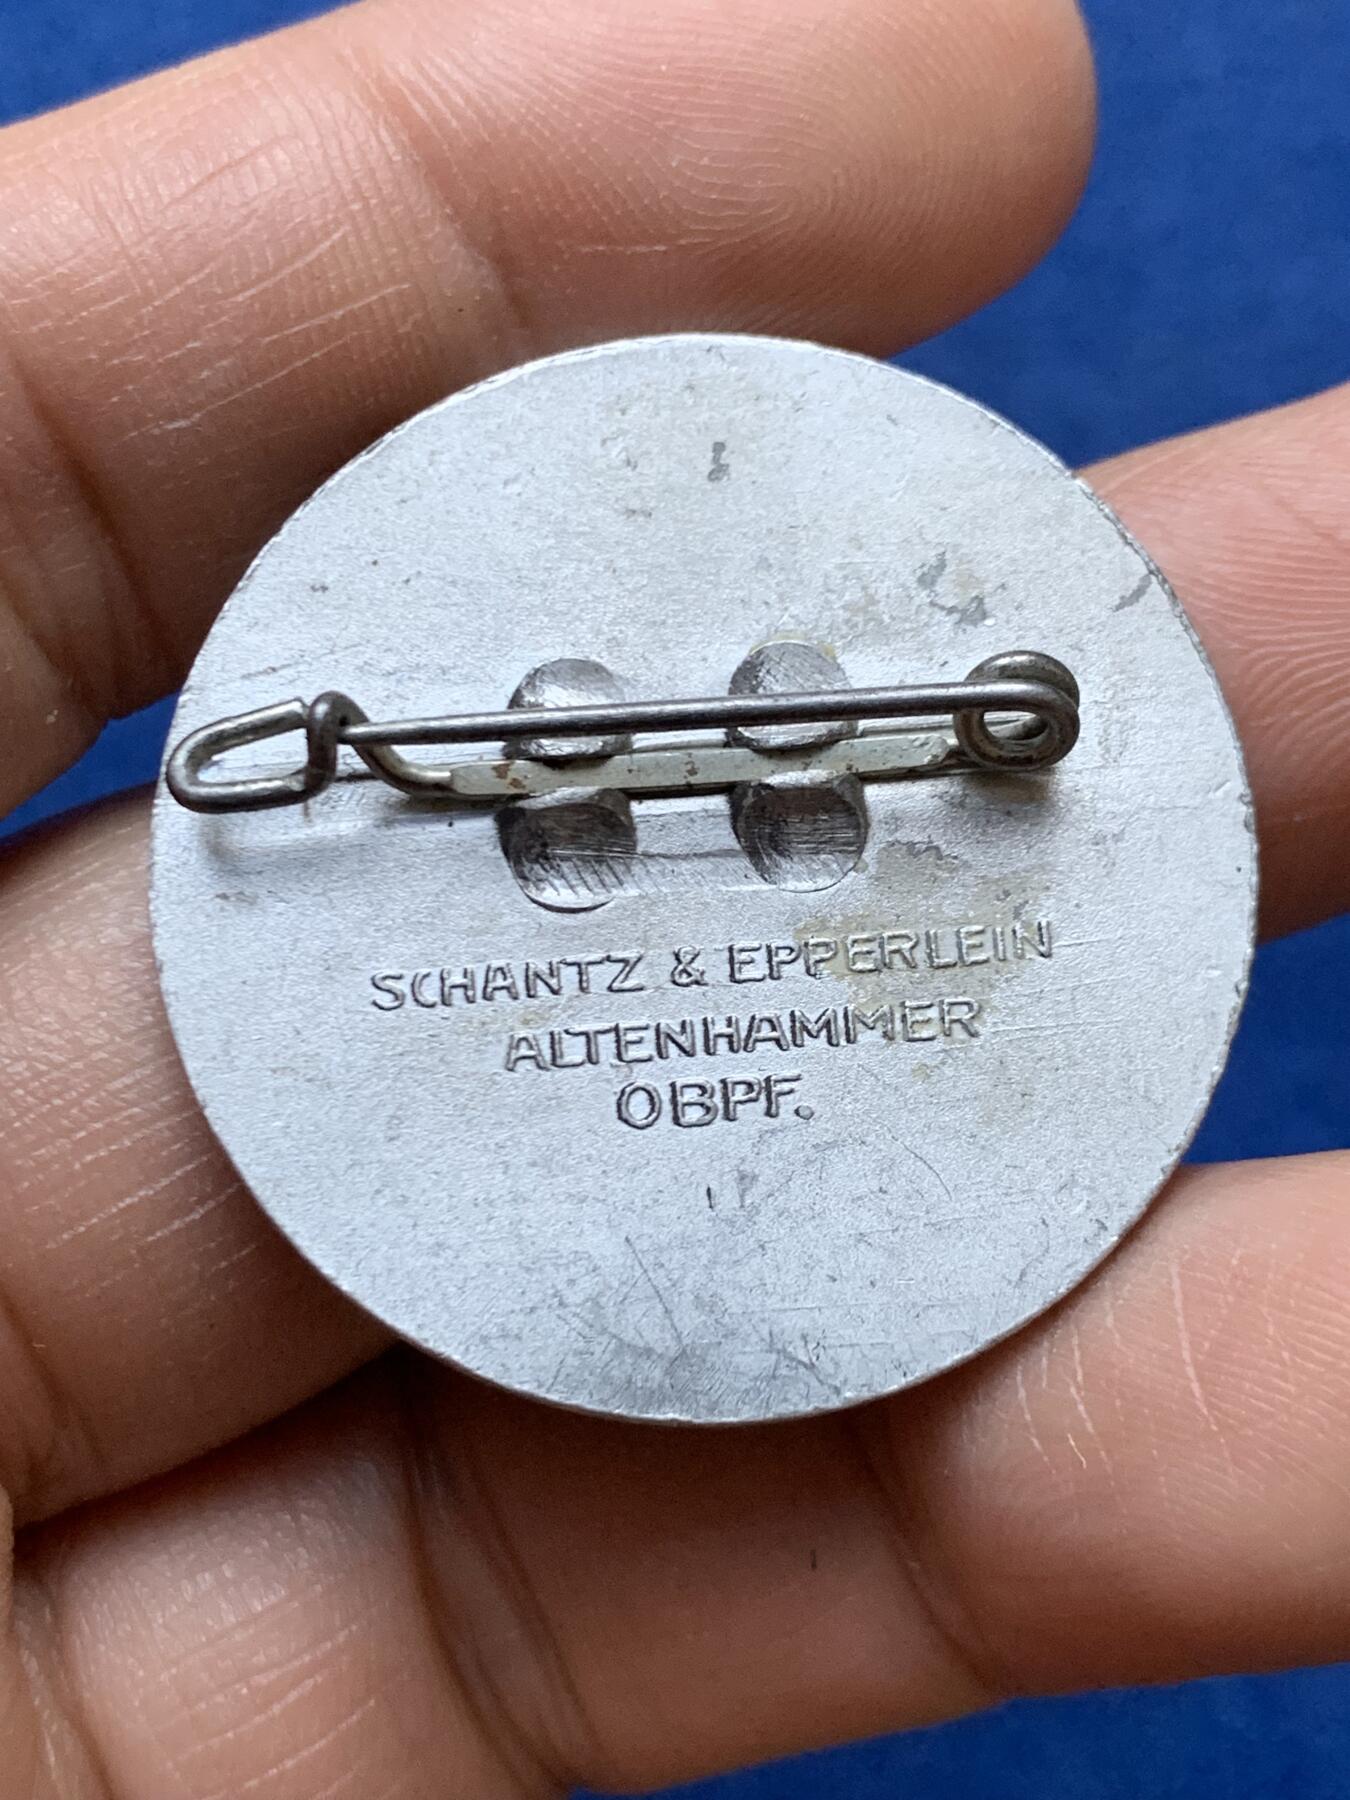 SCHANTZ & EPPERLEIN
ALTENHAMMER
OBPF.